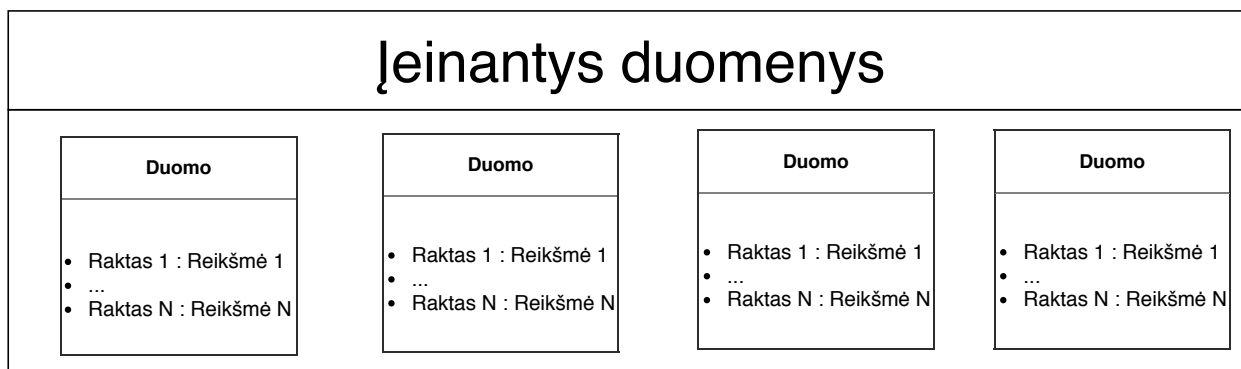 Įeinantys duomenys
Duomo
• Raktas 1 : Reikšmė 1
• ...
• Raktas N : Reikšmė N
Duomo
• Raktas 1 : Reikšmė 1
• ...
• Raktas N : Reikšmė N
Duomo
• Raktas 1 : Reikšmė 1
• ...
• Raktas N : Reikšmė N
Duomo
• Raktas 1 : Reikšmė 1
• ...
• Raktas N : Reikšmė N